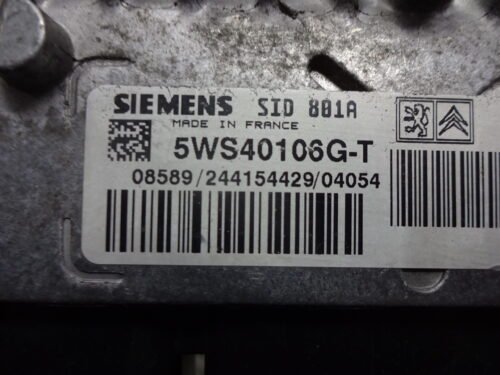 SIEMENS SID 801A
MADE IN FRANCE
5WS40106G-T
08589/244154429/04054